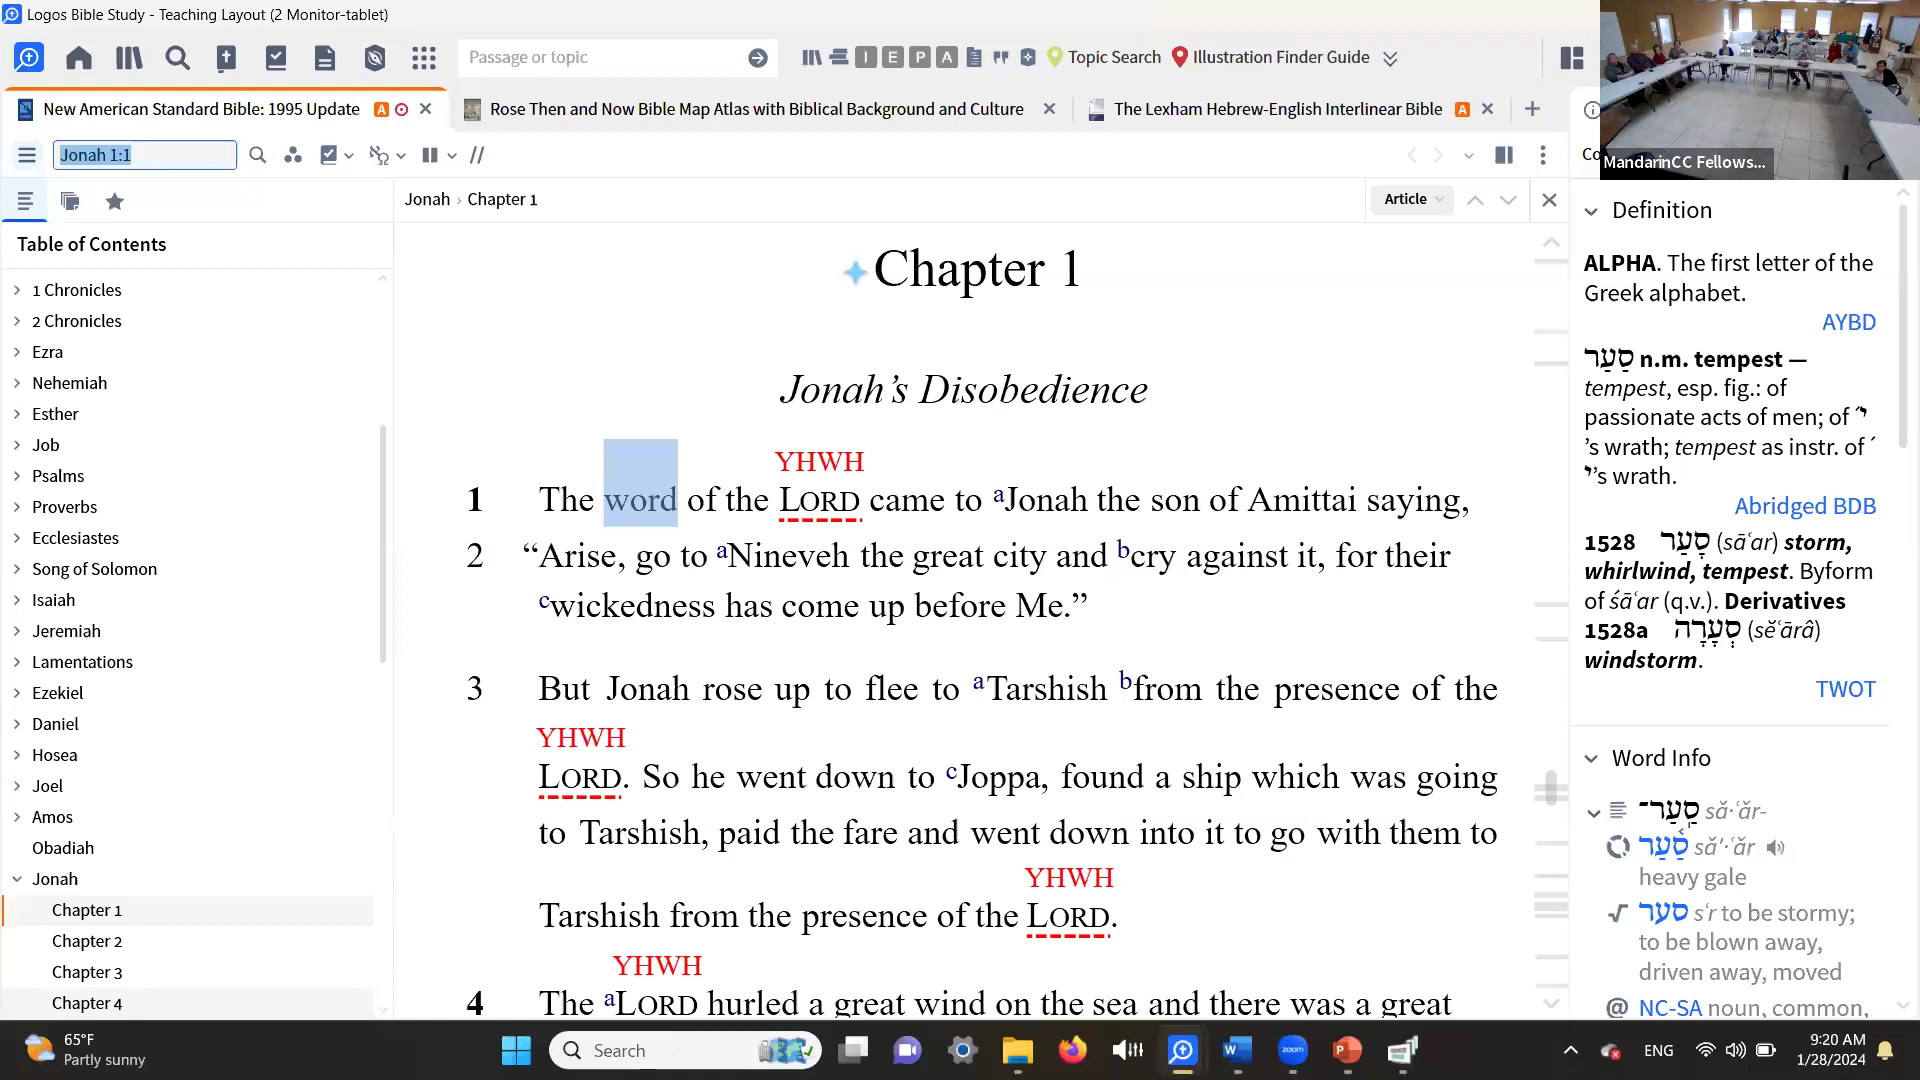 Logos Bible Study - Teaching Layout (2 Monitor-tablet)
Passage or topic
I E P A
Topic Search
Illustration Finder Guide
New American Standard Bible: 1995 Update A
Rose Then and Now Bible Map Atlas with Biblical Background and Culture
The Lexham Hebrew-English Interlinear Bible A
Jonah 1:1
MandarinCC Fellows...
Jonah › Chapter 1
Article
Table of Contents
1 Chronicles
2 Chronicles
Ezra
Nehemiah
Esther
Job
Psalms
Proverbs
Ecclesiastes
Song of Solomon
Isaiah
Jeremiah
Lamentations
Ezekiel
Daniel
Hosea
Joel
Amos
Obadiah
Jonah
Chapter 1
Chapter 2
Chapter 3
Chapter 4
Chapter 1
Jonah’s Disobedience
YHWH
1 The word of the LORD came to aJonah the son of Amittai saying,
2 “Arise, go to aNineveh the great city and bcry against it, for their
cwickedness has come up before Me.”
3 But Jonah rose up to flee to aTarshish bfrom the presence of the
YHWH
LORD. So he went down to cJoppa, found a ship which was going
to Tarshish, paid the fare and went down into it to go with them to
YHWH
Tarshish from the presence of the LORD.
YHWH
4 The aLORD hurled a great wind on the sea and there was a great
Co
Definition
ALPHA. The first letter of the
Greek alphabet.
AYBD
סַעַר n.m. tempest —
tempest, esp. fig.: of
passionate acts of men; of ״י
’s wrath; tempest as instr. of ׳
י’s wrath.
Abridged BDB
1528 סָעַר (sāʿar) storm,
whirlwind, tempest. Byform
of śāʿar (q.v.). Derivatives
1528a סְעָרָה (sĕʿārâ)
windstorm.
TWOT
Word Info
סַֽעַר־ să·ʿăr-
סַ֫עַר să′·ʿăr
heavy gale
סער sʿr to be stormy;
to be blown away,
driven away, moved
@ NC-SA noun, common,
65°F
Partly sunny
Search
zoom
ENG
9:20 AM
1/28/2024